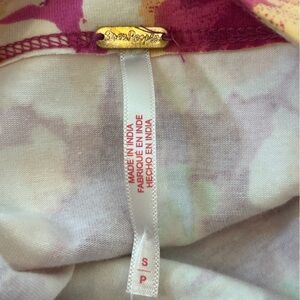 MADE IN INDIA
FABRIQUÉ EN INDE
HECHO EN INDIA
S
P